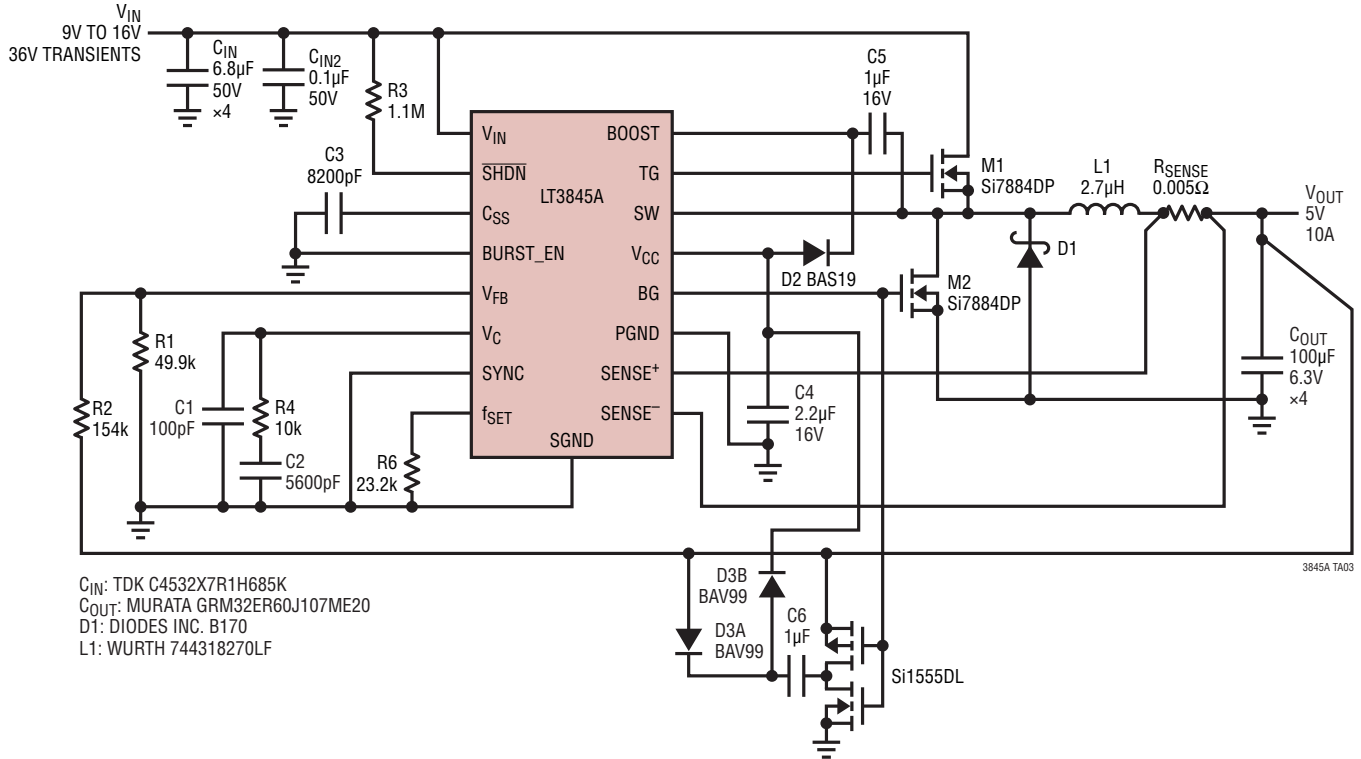 VIN
9V TO 16V
36V TRANSIENTS
CIN
6.8µF
50V
×4
CIN2
0.1µF
50V
R3
1.1M
C5
1µF
16V
C3
8200pF
VIN
SHDN
CSS
BURST_EN
VFB
VC
SYNC
fSET
LT3845A
SGND
BOOST
TG
SW
VCC
BG
PGND
SENSE+
SENSE–
M1
Si7884DP
L1
2.7µH
RSENSE
0.005Ω
VOUT
5V
10A
D2 BAS19
D1
M2
Si7884DP
R1
49.9k
R2
154k
C1
100pF
R4
10k
C2
5600pF
R6
23.2k
C4
2.2µF
16V
COUT
100µF
6.3V
×4
3845A TA03
CIN: TDK C4532X7R1H685K
COUT: MURATA GRM32ER60J107ME20
D1: DIODES INC. B170
L1: WURTH 744318270LF
D3B
BAV99
D3A
BAV99
C6
1µF
Si1555DL